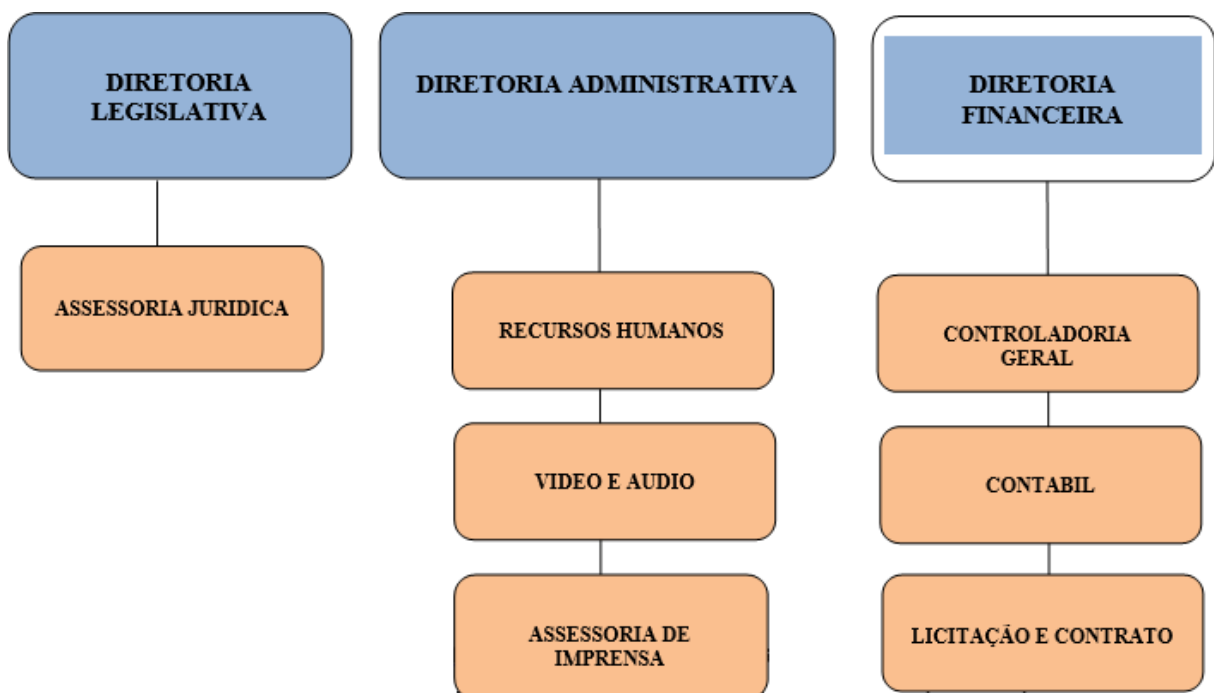 DIRETORIA
LEGISLATIVA
ASSESSORIA JURIDICA
DIRETORIA ADMINISTRATIVA
RECURSOS HUMANOS
VIDEO E AUDIO
ASSESSORIA DE
IMPRENSA
DIRETORIA
FINANCEIRA
CONTROLADORIA
GERAL
CONTABIL
LICITAÇÃO E CONTRATO